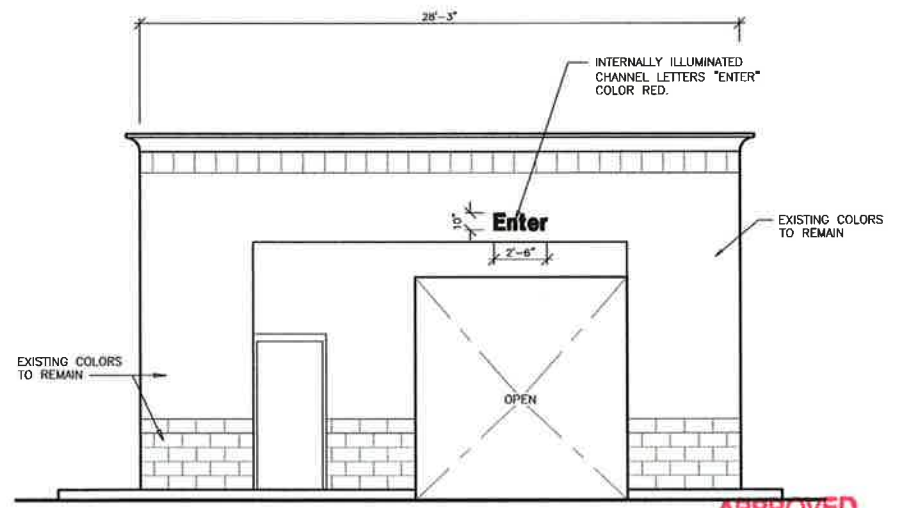 28'-3"
INTERNALLY ILLUMINATED
CHANNEL LETTERS "ENTER"
COLOR RED.
10"
Enter
2'-6"
EXISTING COLORS
TO REMAIN
EXISTING COLORS
TO REMAIN
OPEN
APPROVED